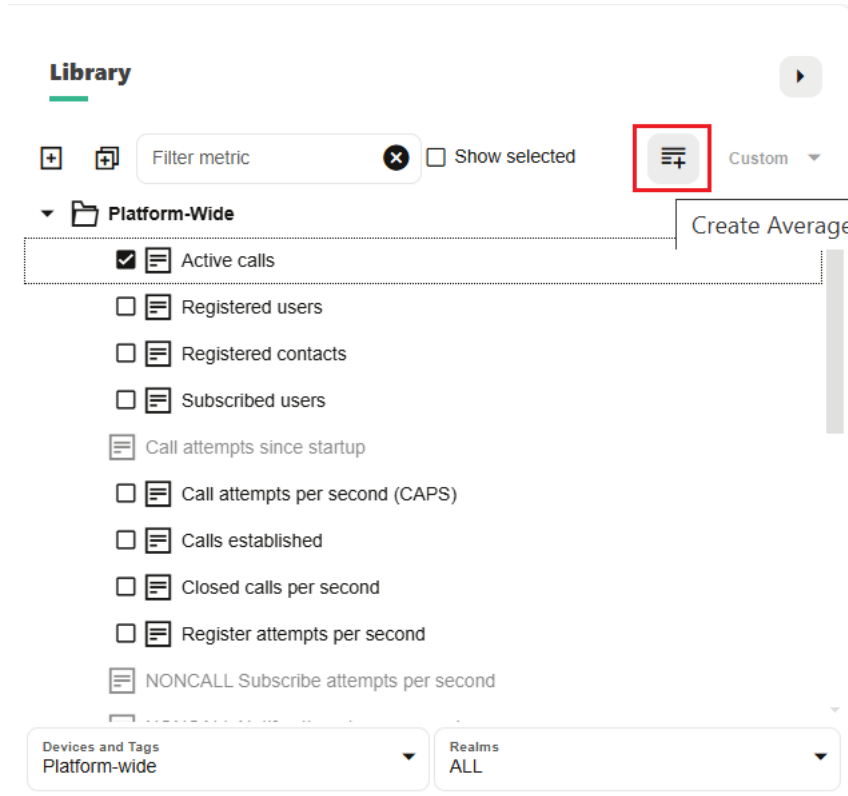 Library
Filter metric
Show selected
Custom
Platform-Wide
Create Average
Active calls
Registered users
Registered contacts
Subscribed users
Call attempts since startup
Call attempts per second (CAPS)
Calls established
Closed calls per second
Register attempts per second
NONCALL Subscribe attempts per second
Devices and Tags
Platform-wide
Realms
ALL